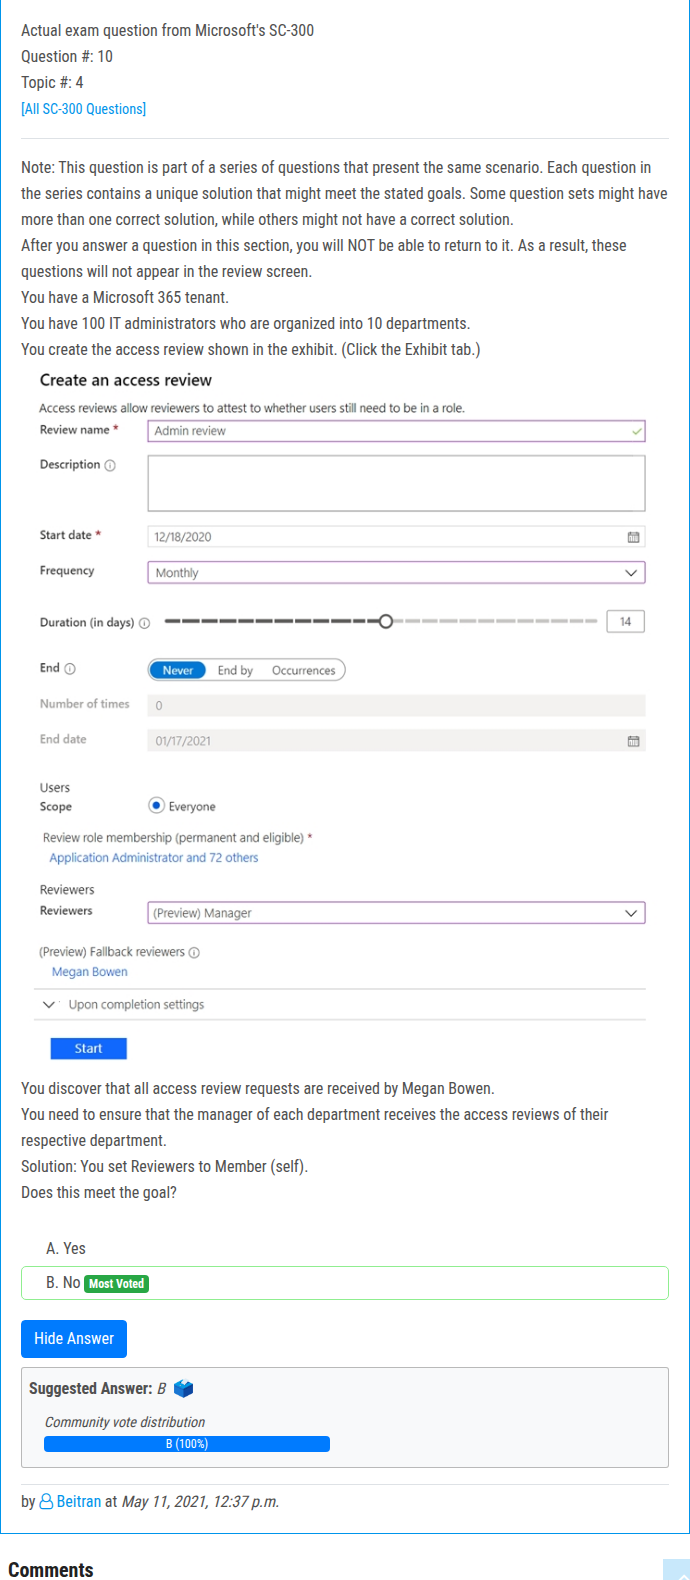 Actual exam question from Microsoft's SC-300
Question #: 10
Topic #: 4
[All SC-300 Questions]
Note: This question is part of a series of questions that present the same scenario. Each question in
the series contains a unique solution that might meet the stated goals. Some question sets might have
more than one correct solution, while others might not have a correct solution.
After you answer a question in this section, you will NOT be able to return to it. As a result, these
questions will not appear in the review screen.
You have a Microsoft 365 tenant.
You have 100 IT administrators who are organized into 10 departments.
You create the access review shown in the exhibit. (Click the Exhibit tab.)
Create an access review
Access reviews allow reviewers to attest to whether users still need to be in a role.
Review name * Admin review
Description
Start date * 12/18/2020
Frequency Monthly
Duration (in days) 14
End Never End by Occurrences
Number of times 0
End date 01/17/2021
Users
Scope Everyone
Review role membership (permanent and eligible) *
Application Administrator and 72 others
Reviewers
Reviewers (Preview) Manager
(Preview) Fallback reviewers
Megan Bowen
Upon completion settings
Start
You discover that all access review requests are received by Megan Bowen.
You need to ensure that the manager of each department receives the access reviews of their
respective department.
Solution: You set Reviewers to Member (self).
Does this meet the goal?
A. Yes
B. No Most Voted
Hide Answer
Suggested Answer: B
Community vote distribution
B (100%)
by Beitran at May 11, 2021, 12:37 p.m.
Comments